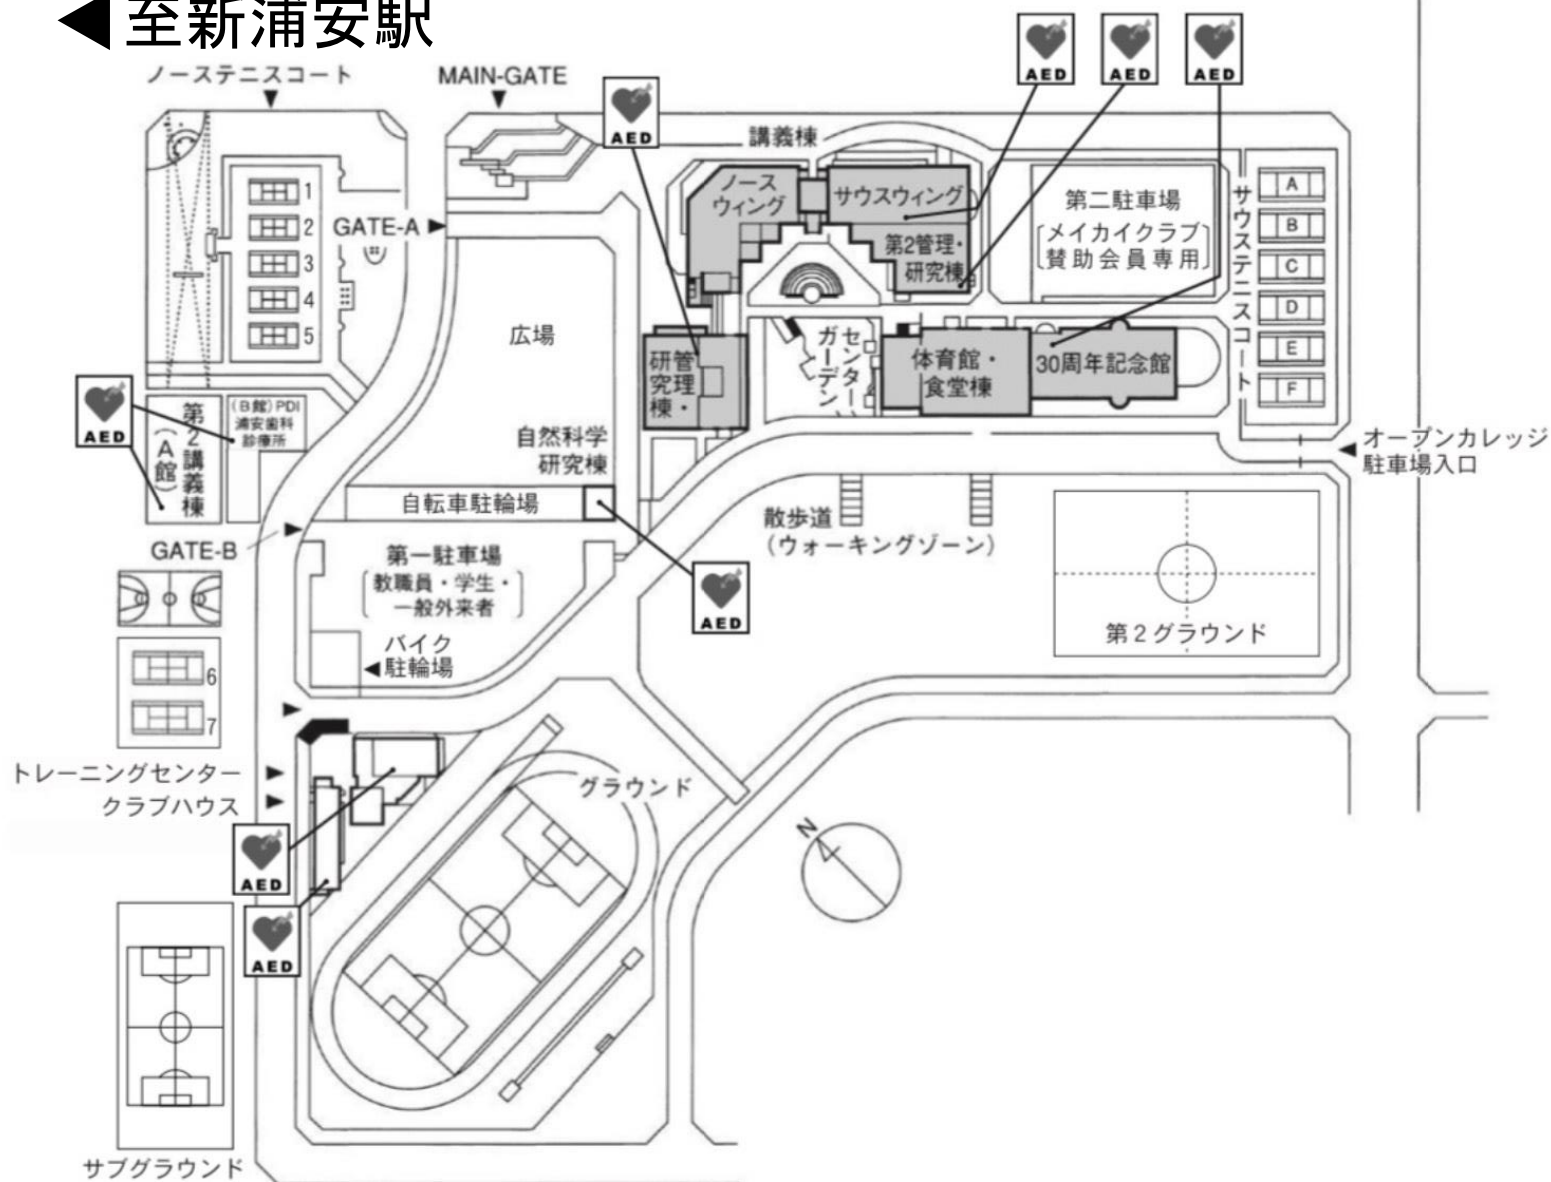 ◀至新浦安駅
ノーステニスコート
MAIN-GATE
AED
AED
AED
AED
講義棟
ノース
ウィング
サウスウィング
第2管理・
研究棟
第二駐車場
メイカイクラブ
賛助会員専用
サウステニスコート
A
B
C
D
E
F
1
2
3
4
5
GATE-A
広場
研究棟・
管理
センター
ガーデン
体育館・
食堂棟
30周年記念館
AED
第2講義棟
(A館)
(B館)PDI
浦安歯科
診療所
自然科学
研究棟
オープンカレッジ
駐車場入口
自転車駐輪場
散歩道
(ウォーキングゾーン)
GATE-B
第一駐車場
教職員・学生・
一般外来者
AED
第2グラウンド
バイク
駐輪場
6
7
トレーニングセンター
クラブハウス
グラウンド
N
AED
AED
サブグラウンド